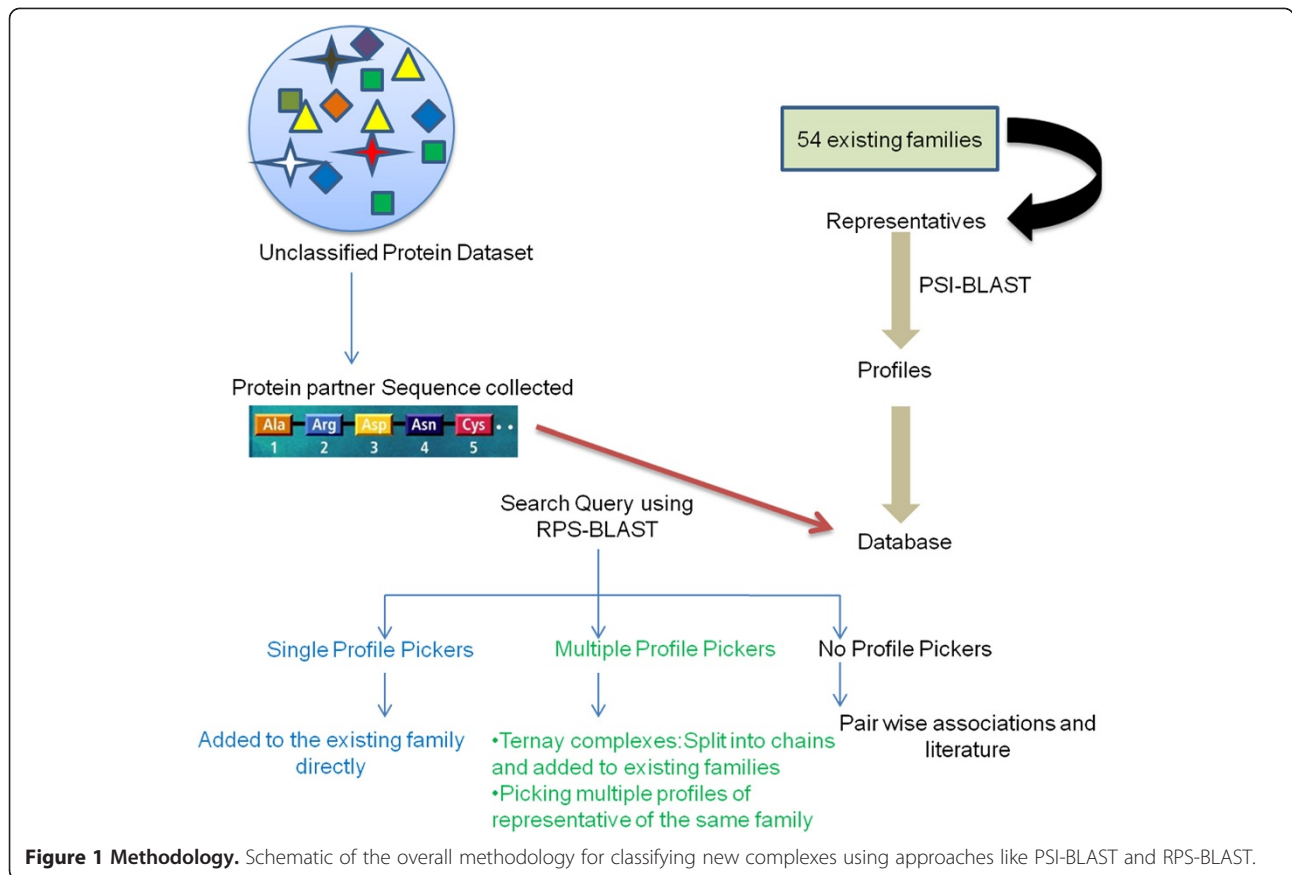 Unclassified Protein Dataset
54 existing families
Representatives
PSI-BLAST
Profiles
Database
Protein partner Sequence collected
Ala Arg Asp Asn Cys ..
1 2 3 4 5
Search Query using
RPS-BLAST
Single Profile Pickers
Multiple Profile Pickers
No Profile Pickers
Added to the existing family
directly
•Ternay complexes:Split into chains
and added to existing families
•Picking multiple profiles of
representative of the same family
Pair wise associations and
literature
Figure 1 Methodology. Schematic of the overall methodology for classifying new complexes using approaches like PSI-BLAST and RPS-BLAST.